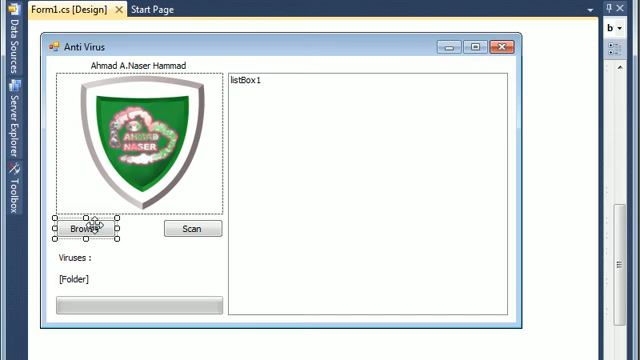 Form1.cs [Design]
Start Page
Data Sources
Server Explorer
Toolbox
Anti Virus
Ahmad A.Naser Hammad
AHMAD
NASER
listBox1
Browse
Scan
Viruses :
[Folder]
b